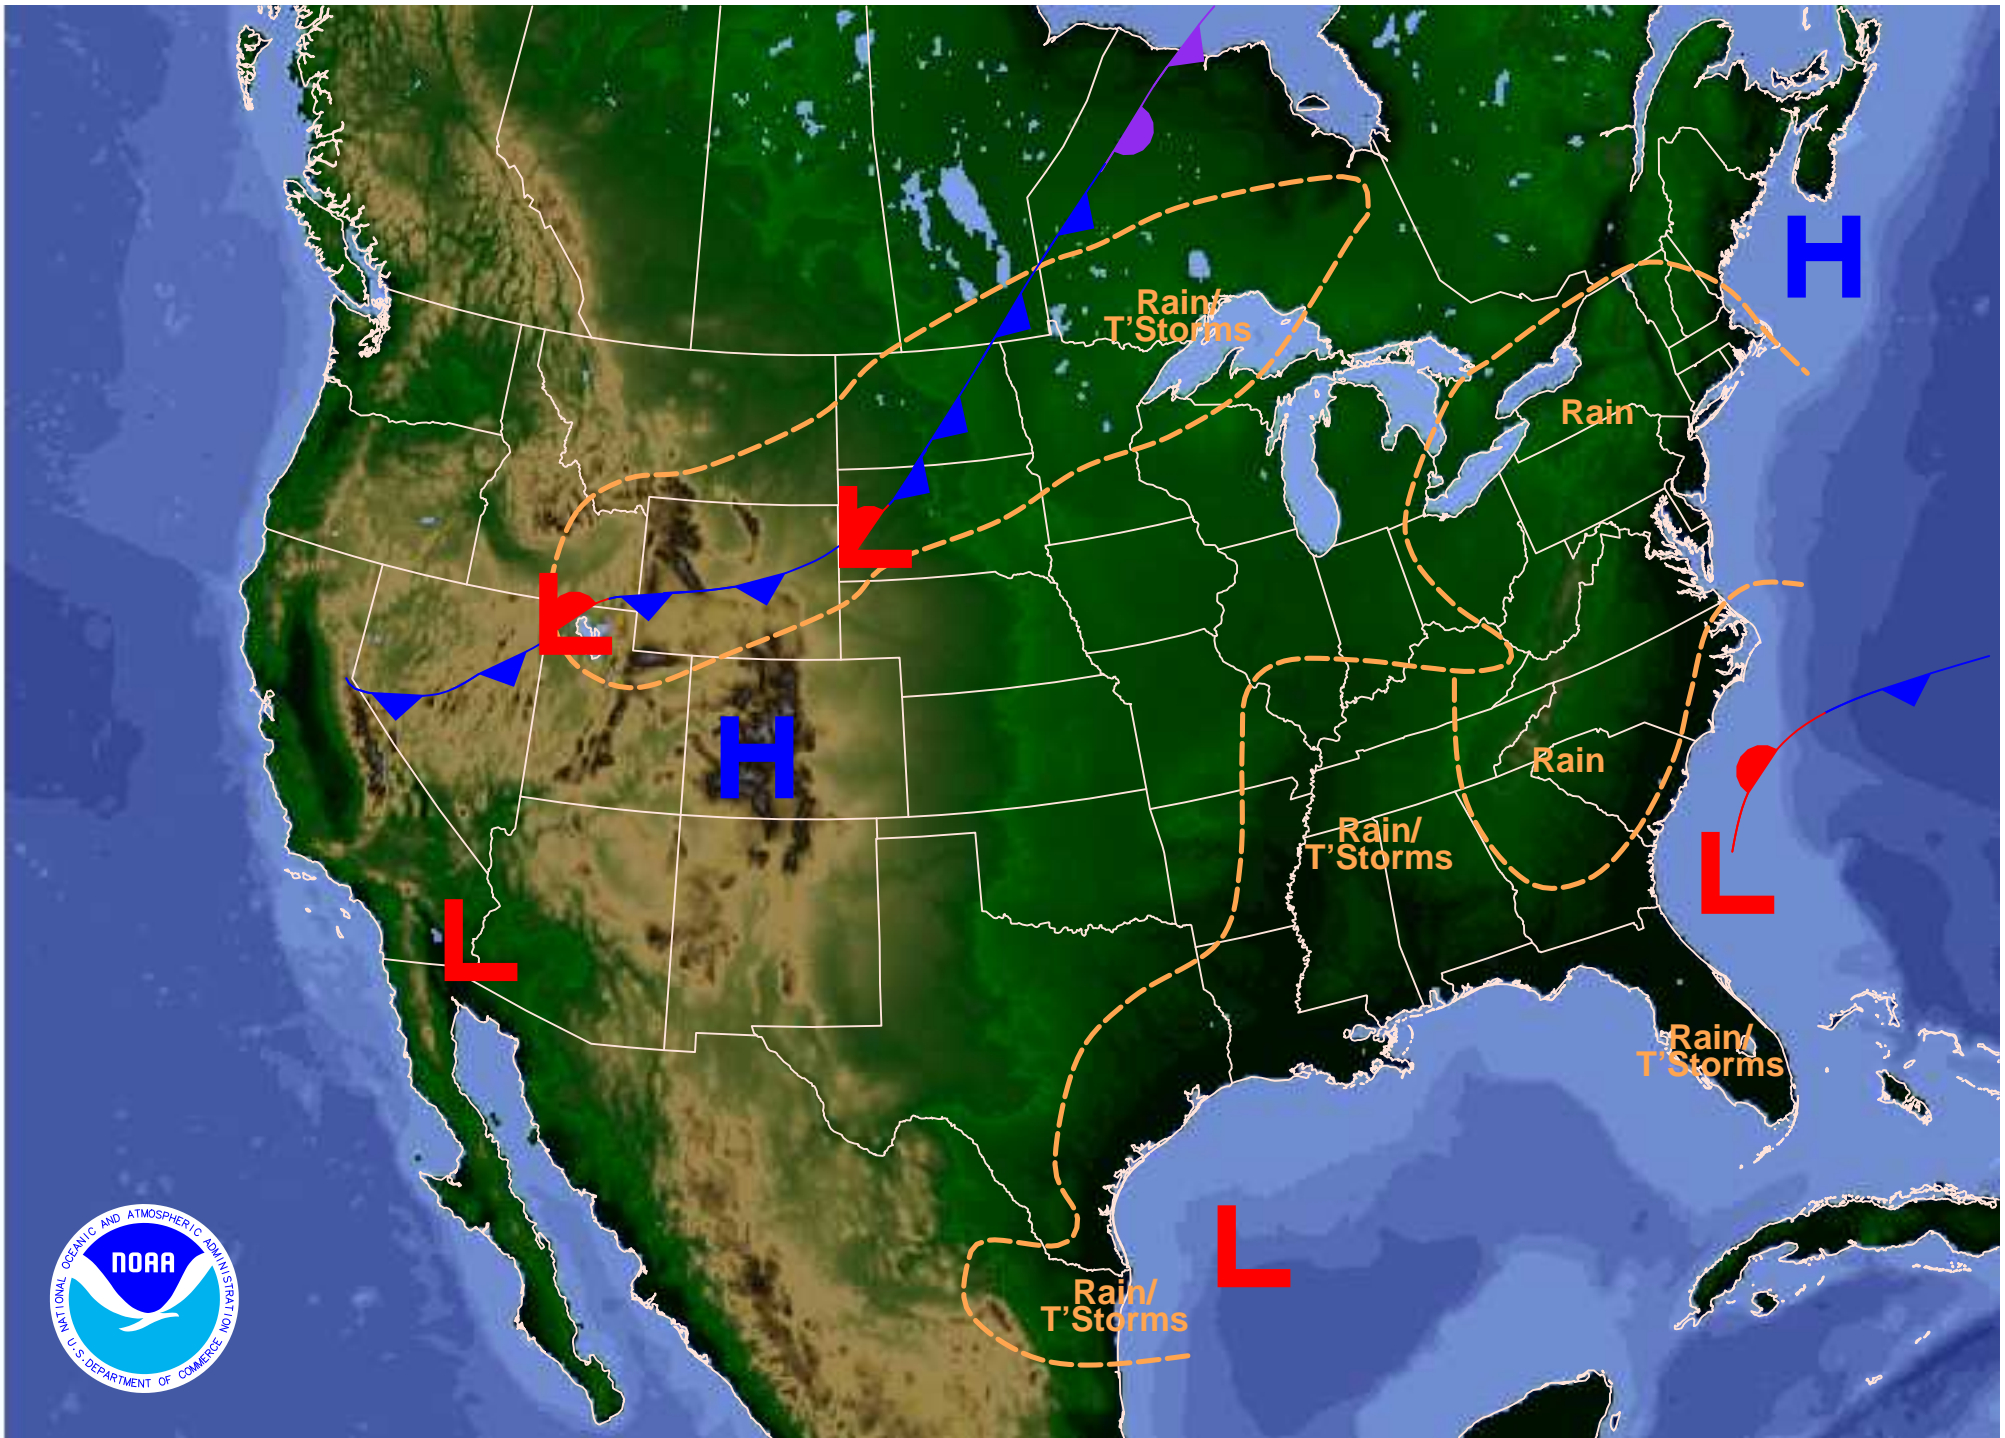 H
Rain/
T'Storms
Rain
L
L
H
Rain
Rain/
T'Storms
L
L
Rain/
T'Storms
L
Rain/
T'Storms
NATIONAL OCEANIC AND ATMOSPHERIC ADMINISTRATION
NOAA
U.S. DEPARTMENT OF COMMERCE